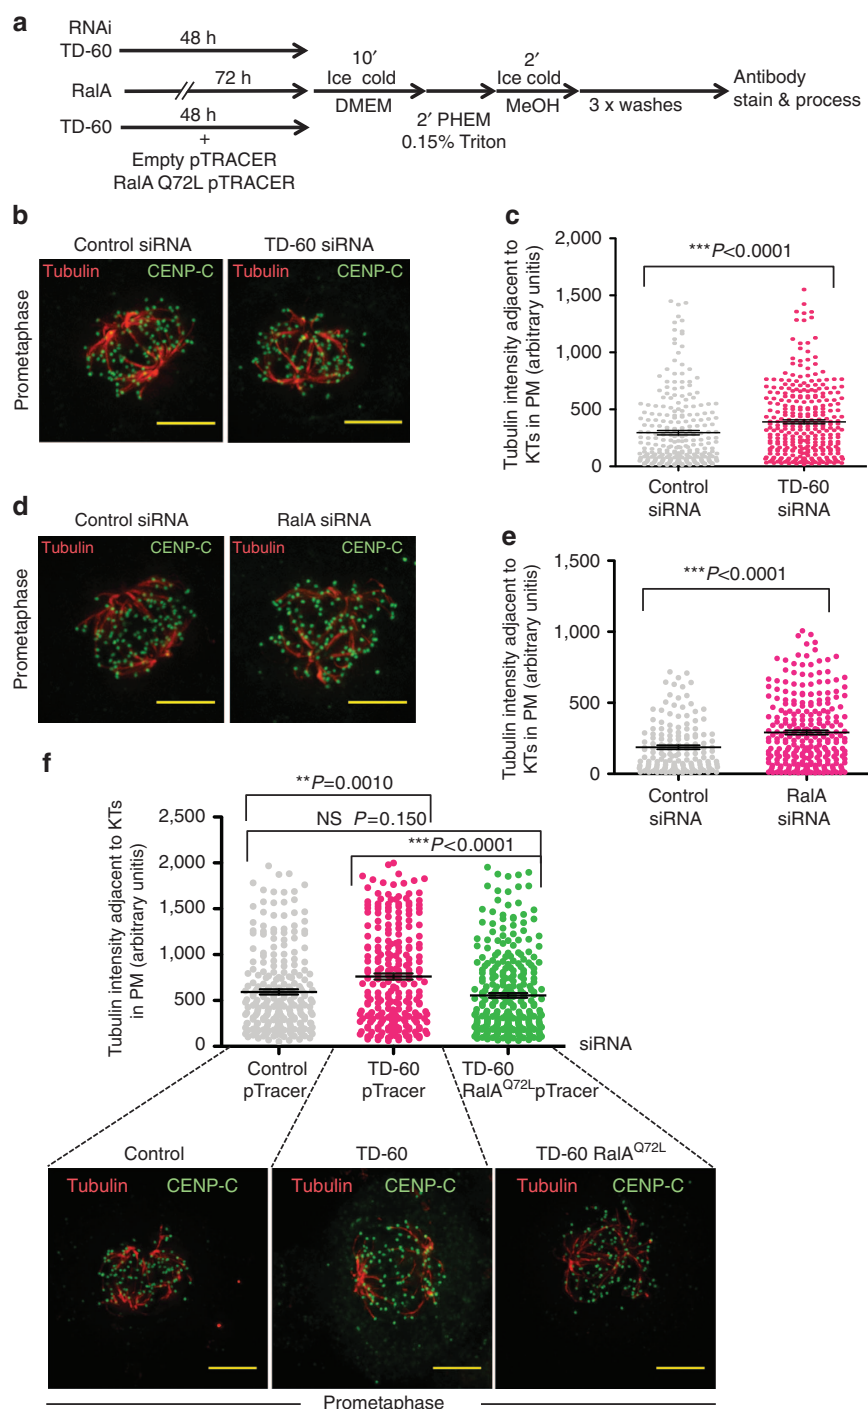 a
RNAi
TD-60
48 h
RalA
72 h
TD-60
48 h
+
Empy pTRACER
RalA Q72L pTRACER
10′
Ice cold
DMEM
2′ PHEM
0.15% Triton
2′
Ice cold
MeOH
3 x washes
Antibody
stain & process
b
Control siRNA
TD-60 siRNA
Prometaphase
Tubulin
CENP-C
Tubulin
CENP-C
c
Tubulin intensity adjacent to
KTs in PM (arbitrary unitis)
2,000
1,500
1,000
500
0
***P<0.0001
Control
siRNA
TD-60
siRNA
d
Control siRNA
RalA siRNA
Prometaphase
Tubulin
CENP-C
Tubulin
CENP-C
e
Tubulin intensity adjacent to
KTs in PM (arbitrary unitis)
1,500
1,000
500
0
***P<0.0001
Control
siRNA
RalA
siRNA
f
Tubulin intensity adjacent to KTs
in PM (arbitrary unitis)
2,500
2,000
1,500
1,000
500
0
**P=0.0010
NS P=0.150
***P<0.0001
siRNA
Control
pTracer
TD-60
pTracer
TD-60
RalA^Q72L pTracer
Control
TD-60
TD-60 RalA^Q72L
Tubulin
CENP-C
Tubulin
CENP-C
Tubulin
CENP-C
Prometaphase